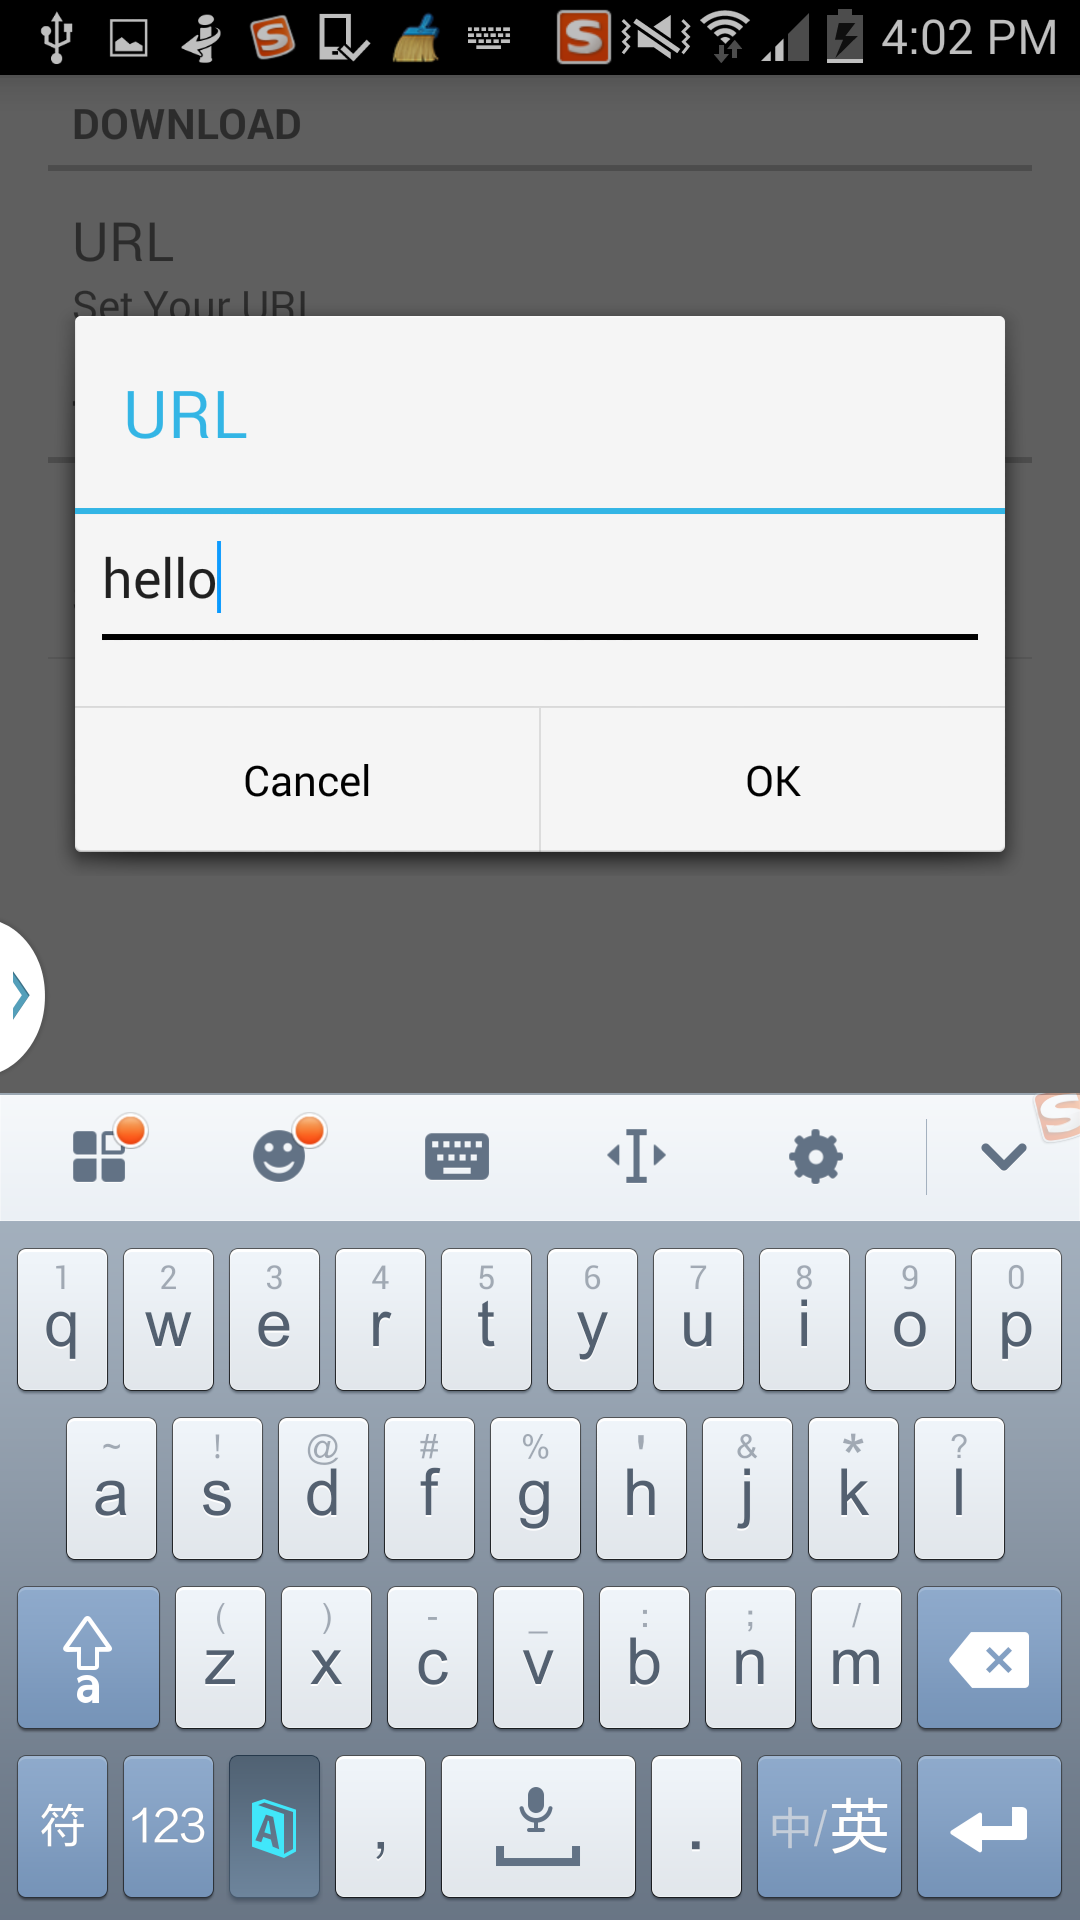 4:02 PM
DOWNLOAD
URL
Set Your URL
URL
hello
Cancel
OK
1 2 3 4 5 6 7 8 9 0
q w e r t y u i o p
~ ! @ # % ' & * ?
a s d f g h j k l
( ) - _ : ; /
a z x c v b n m
符 123 A , . 中/英